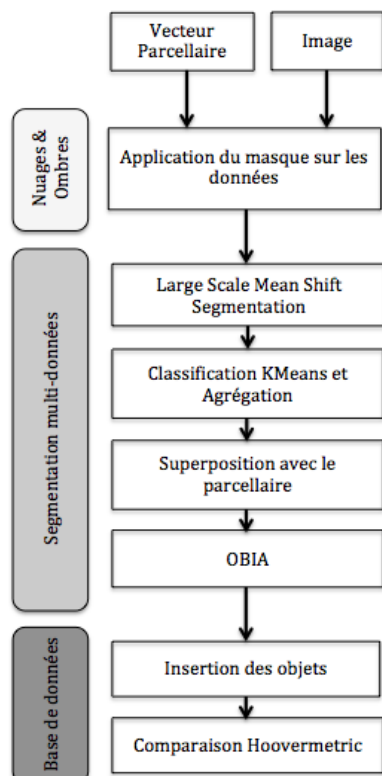 Vecteur
Parcellaire
Image
Nuages &
Ombres
Application du masque sur les
données
Segmentation multi-données
Large Scale Mean Shift
Segmentation
Classification KMeans et
Agrégation
Superposition avec le
parcellaire
OBIA
Base de données
Insertion des objets
Comparaison Hoovermetric